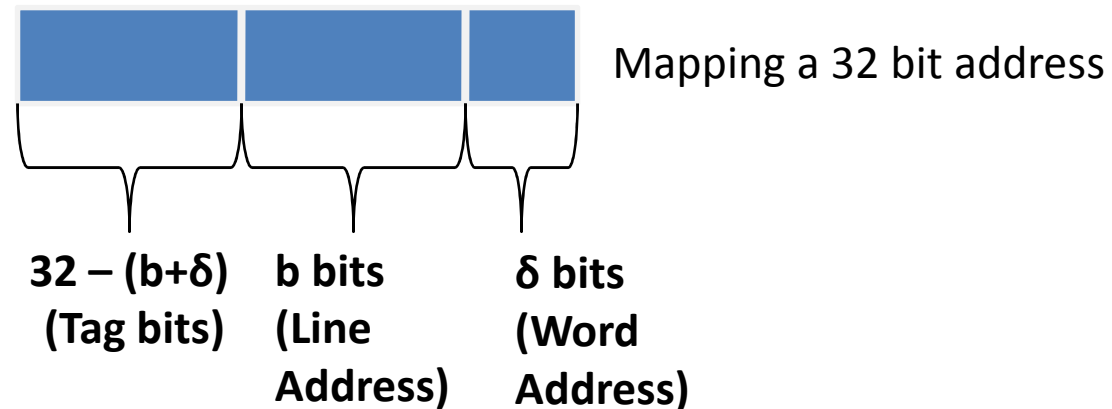 Mapping a 32 bit address
32 – (b+δ)
(Tag bits)
b bits
(Line
Address)
δ bits
(Word
Address)